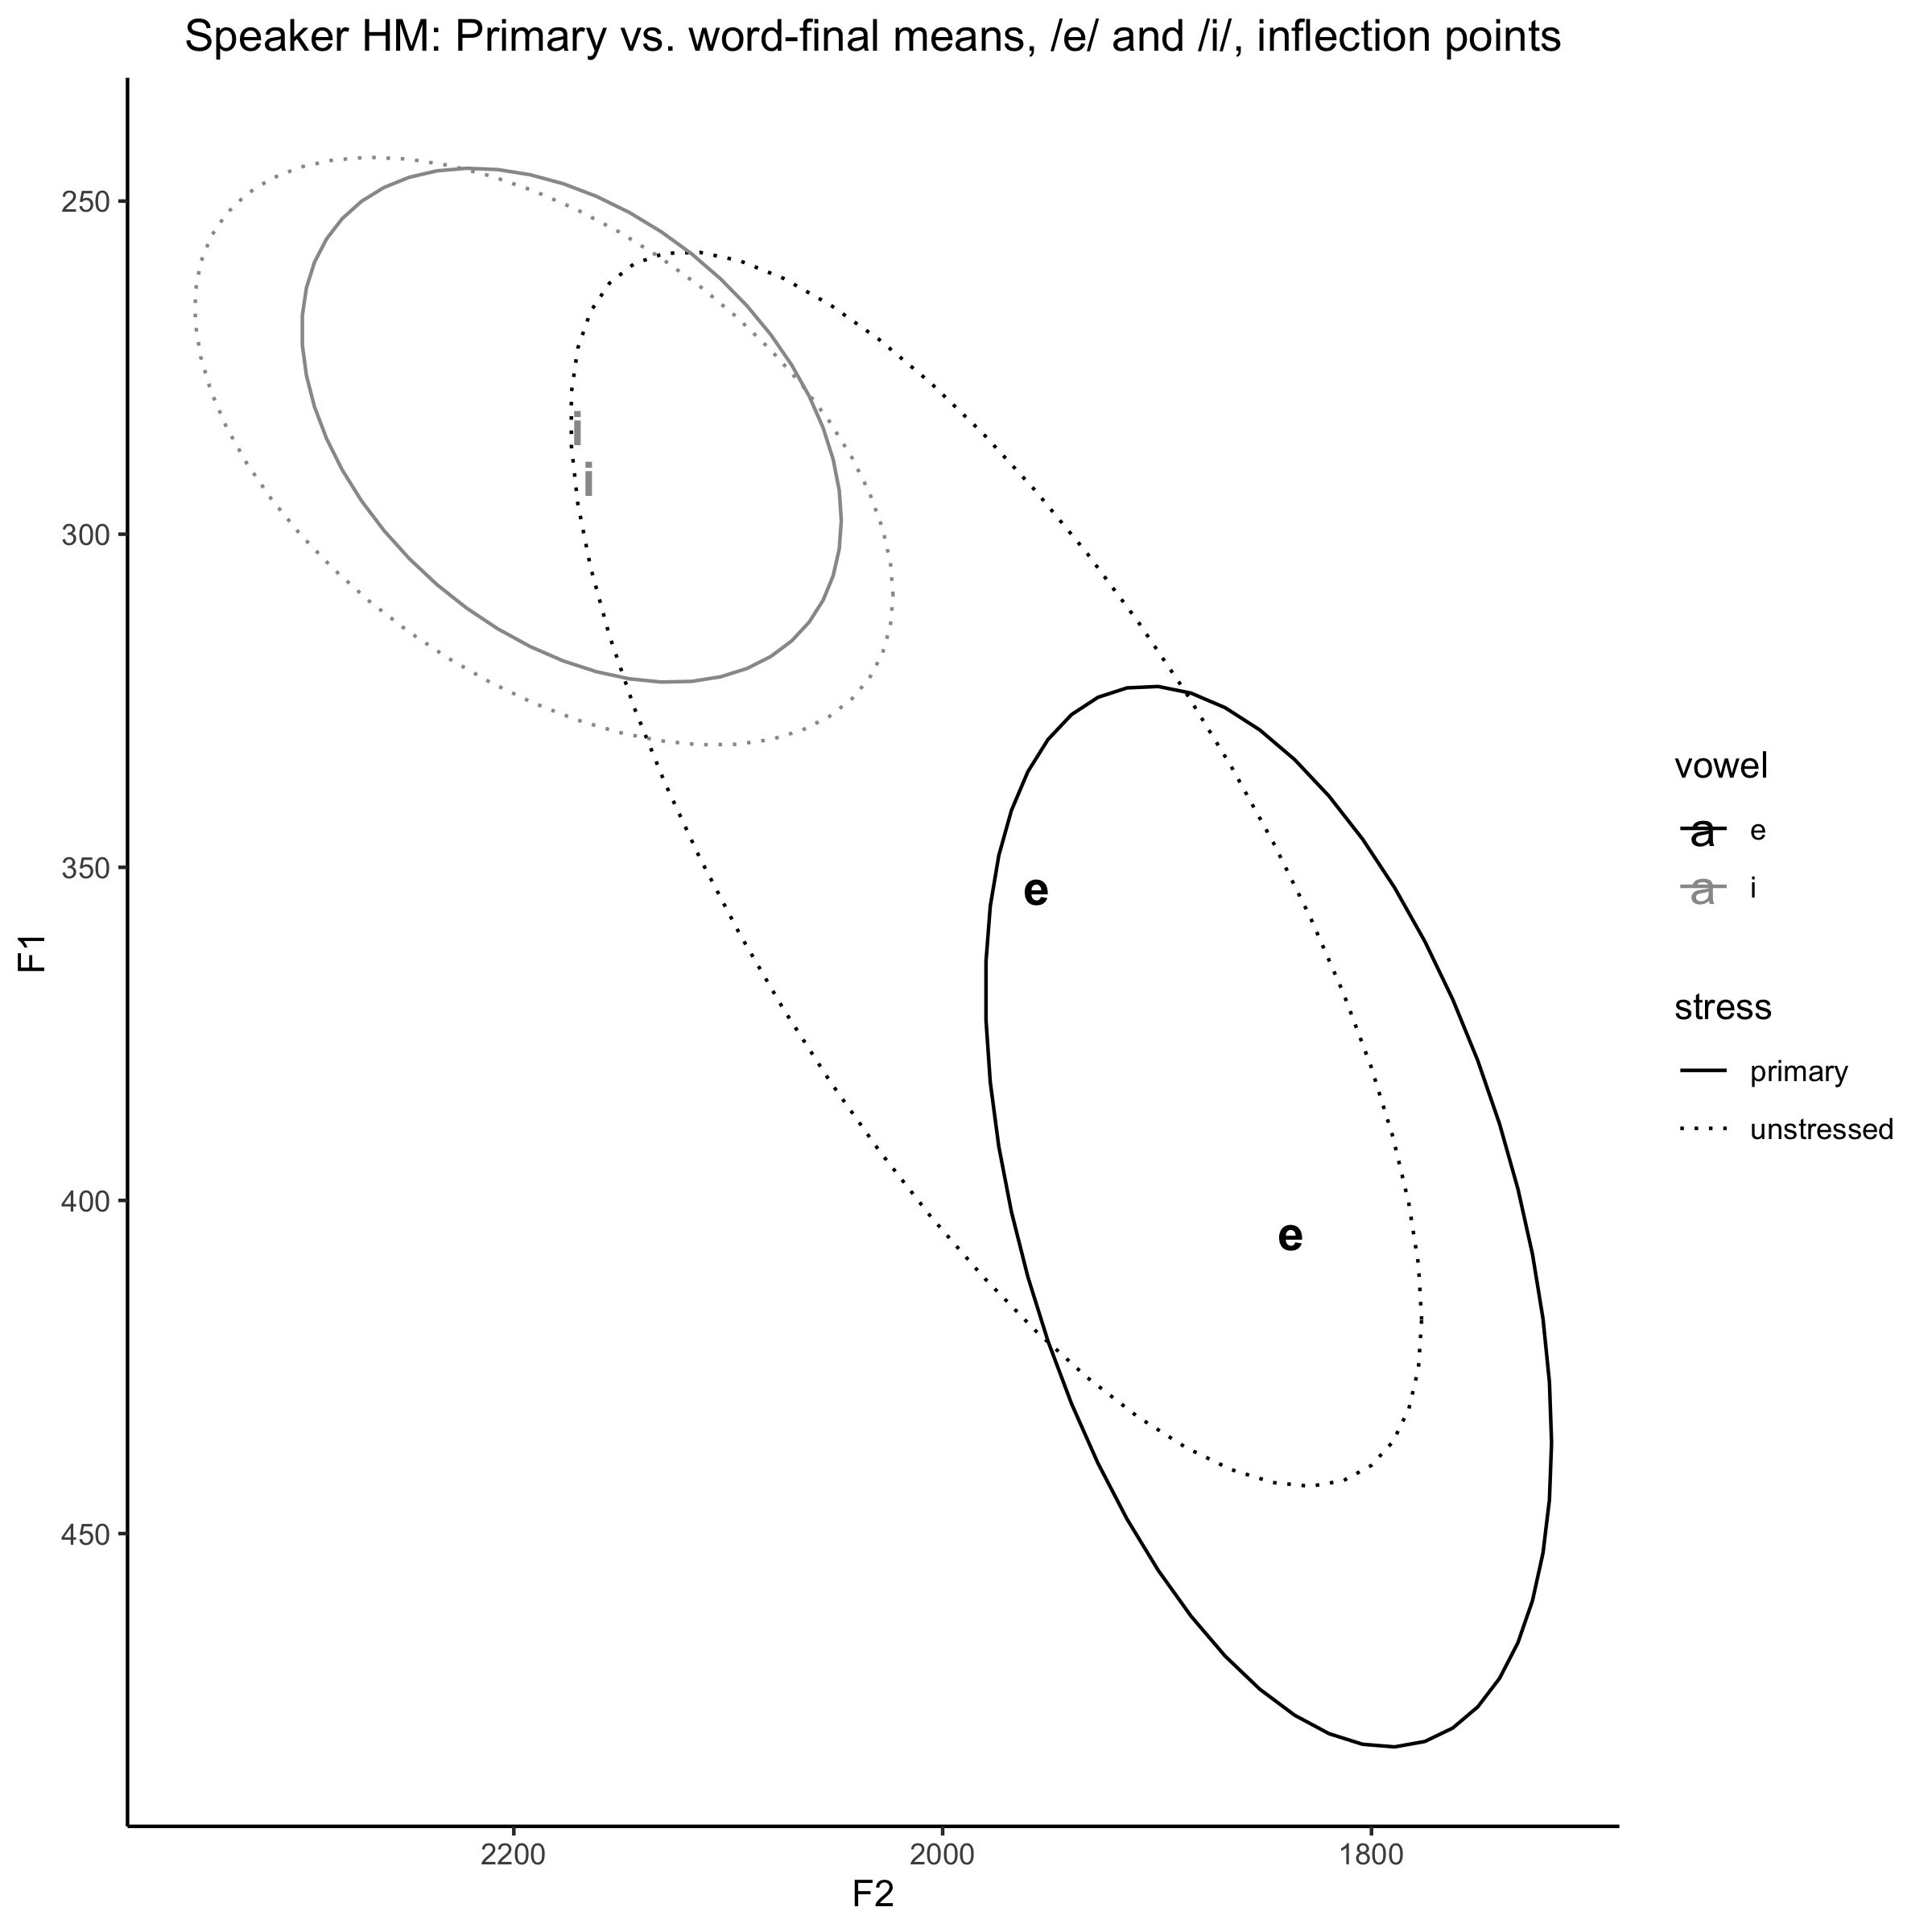 Speaker HM: Primary vs. word-final means, /e/ and /i/, inflection points
250
300
350
400
450
F1
i
i
e
e
2200
2000
1800
F2
vowel
a e
a i
stress
primary
unstressed